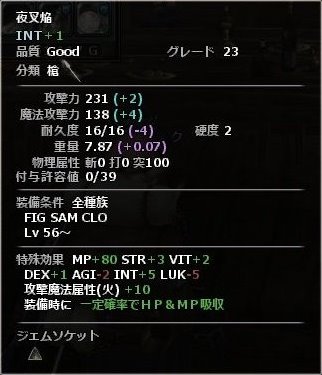 夜叉焔
INT+1
品質 Good グレード 23
分類 槍
攻撃力 231 (+2)
魔法攻撃力 138 (+4)
耐久度 16/16 (-4) 硬度 2
重量 7.87 (+0.07)
物理属性 斬0 打0 突100
付与許容値 0/39
装備条件 全種族
FIG SAM CLO
Lv 56～
特殊効果 MP+80 STR+3 VIT+2
DEX+1 AGI-2 INT+5 LUK-5
攻撃魔法属性(火) +10
装備時に 一定確率でＨＰ＆ＭＰ吸収
ジェムソケット